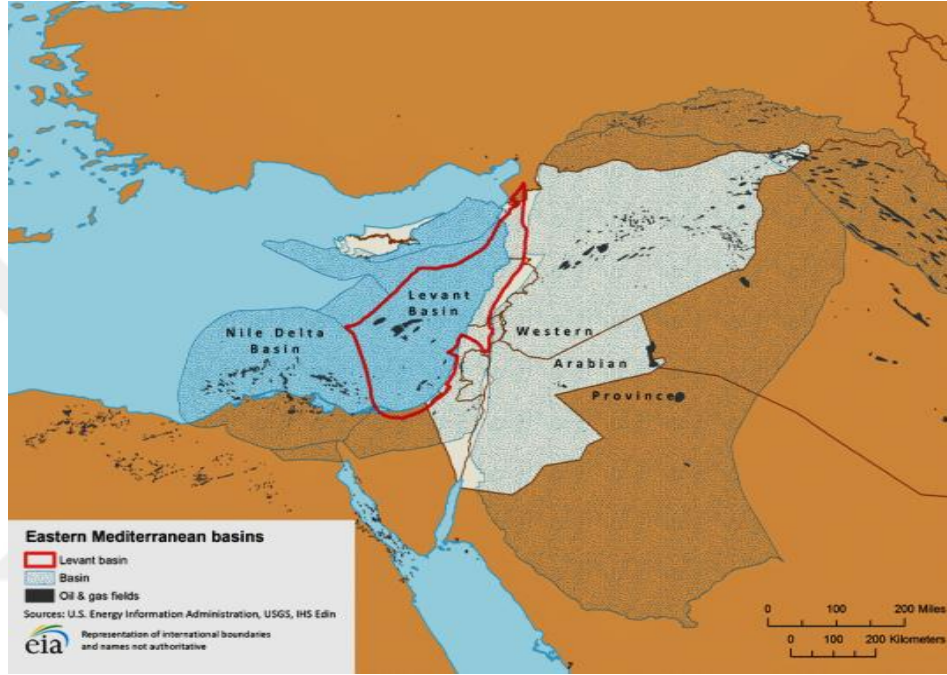 Levant
Basin
Nile Delta
Basin
Western
Arabian
Province
Eastern Mediterranean basins
Levant basin
Basin
Oil & gas fields
Sources: U.S. Energy Information Administration, USGS, IHS Edin
eia
Representation of international boundaries
and names not authoritative
0 100 200 Miles
0 100 200 Kilometers